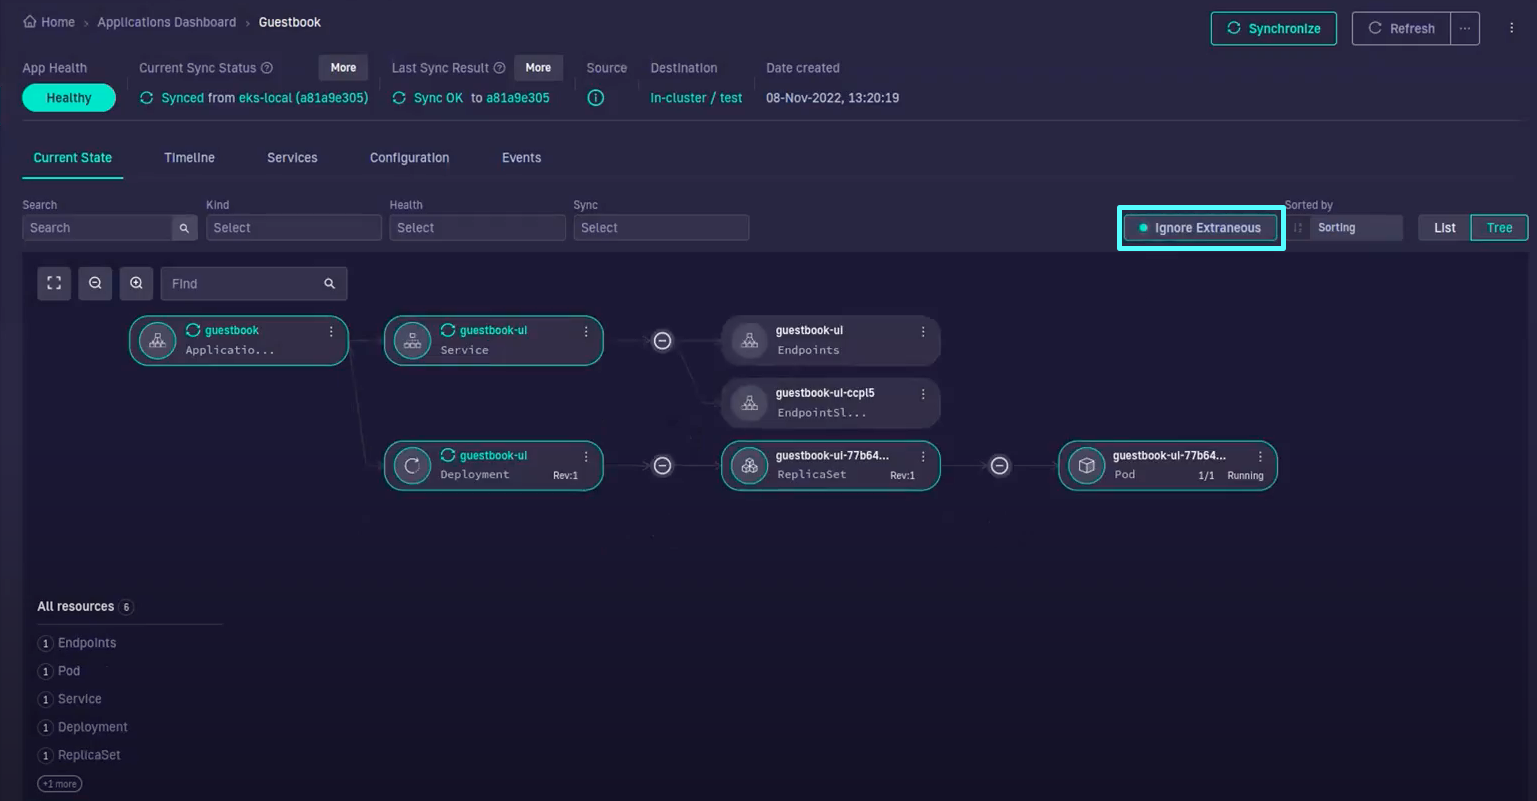 Home › Applications Dashboard › Guestbook
Synchronize
Refresh
App Health
Healthy
Current Sync Status
More
Synced from eks-local (a81a9e305)
Last Sync Result
More
Sync OK to a81a9e305
Source
Destination
In-cluster / test
Date created
08-Nov-2022, 13:20:19
Current State
Timeline
Services
Configuration
Events
Search
Search
Kind
Select
Health
Select
Sync
Select
Ignore Extraneous
Sorted by
Sorting
List
Tree
Find
guestbook
Applicatio...
guestbook-ui
Service
guestbook-ui
Endpoints
guestbook-ui-ccpl5
EndpointSl...
guestbook-ui
Deployment Rev:1
guestbook-ui-77b64...
ReplicaSet Rev:1
guestbook-ui-77b64...
Pod 1/1 Running
All resources 6
1 Endpoints
1 Pod
1 Service
1 Deployment
1 ReplicaSet
+1 more